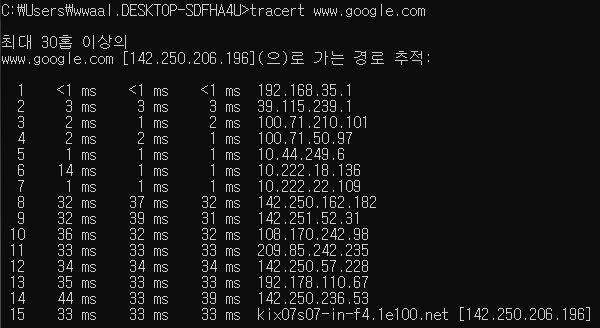 C:\Users\wwaal.DESKTOP-SDFHA4U>tracert www.google.com
최대 30홉 이상의
www.google.com [142.250.206.196](으)로 가는 경로 추적:
1 <1 ms <1 ms <1 ms 192.168.35.1
2 3 ms 3 ms 3 ms 39.115.239.1
3 2 ms 1 ms 2 ms 100.71.210.101
4 2 ms 2 ms 1 ms 100.71.50.97
5 1 ms 1 ms 1 ms 10.44.249.6
6 14 ms 1 ms 1 ms 10.222.18.136
7 1 ms 1 ms 1 ms 10.222.22.109
8 32 ms 37 ms 32 ms 142.250.162.182
9 32 ms 39 ms 31 ms 142.251.52.31
10 36 ms 32 ms 32 ms 108.170.242.98
11 33 ms 33 ms 33 ms 209.85.242.235
12 34 ms 34 ms 34 ms 142.250.57.228
13 35 ms 33 ms 33 ms 192.178.110.67
14 44 ms 33 ms 39 ms 142.250.236.53
15 33 ms 33 ms 33 ms kix07s07-in-f4.1e100.net [142.250.206.196]